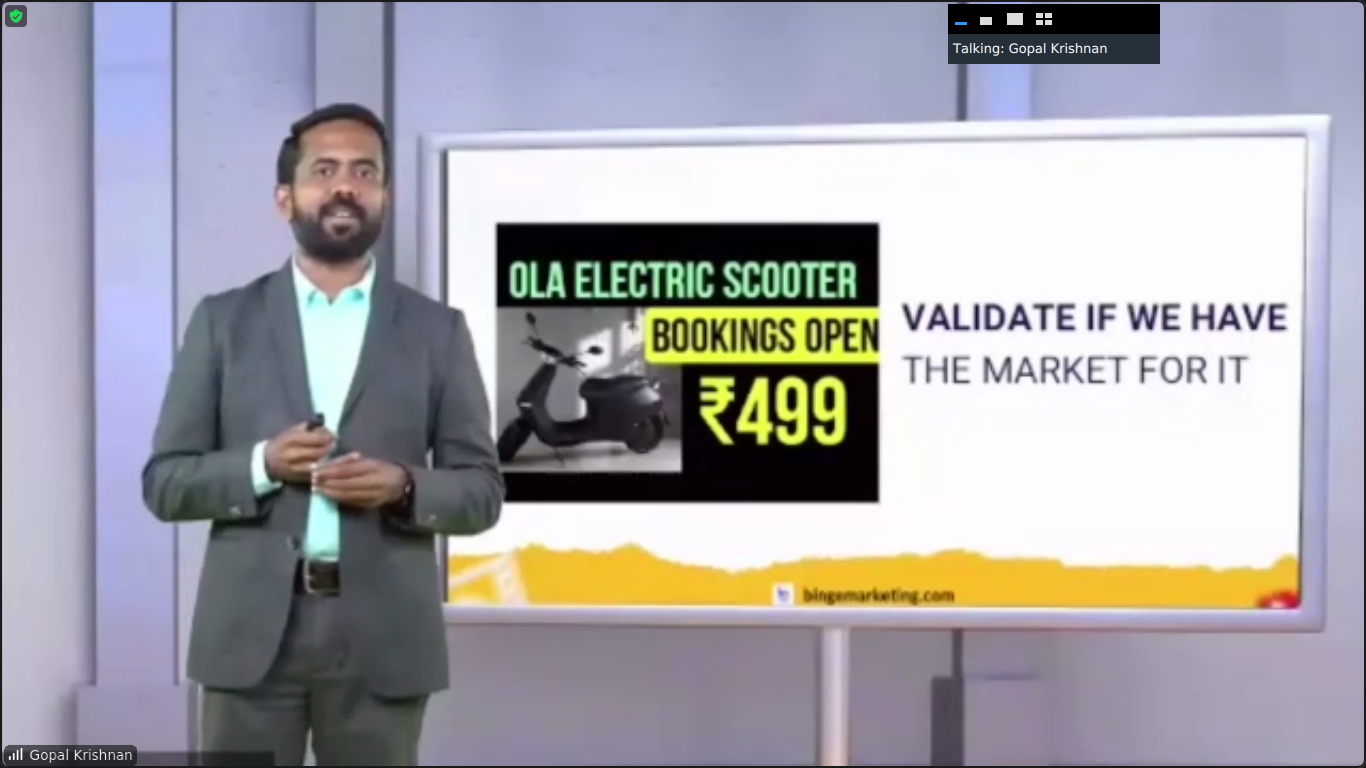 Talking: Gopal Krishnan
OLA ELECTRIC SCOOTER
BOOKINGS OPEN
₹499
VALIDATE IF WE HAVE
THE MARKET FOR IT
bingemarketing.com
Gopal Krishnan